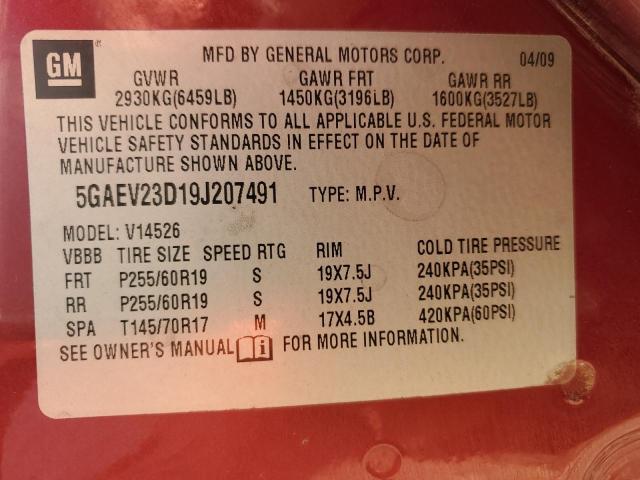 GM ®
MFD BY GENERAL MOTORS CORP. 04/09
GVWR GAWR FRT GAWR RR
2930KG(6459LB) 1450KG(3196LB) 1600KG(3527LB)
THIS VEHICLE CONFORMS TO ALL APPLICABLE U.S. FEDERAL MOTOR
VEHICLE SAFETY STANDARDS IN EFFECT ON THE DATE OF
MANUFACTURE SHOWN ABOVE.
5GAEV23D19J207491 TYPE: M.P.V.
MODEL: V14526
VBBB TIRE SIZE SPEED RTG RIM COLD TIRE PRESSURE
FRT P255/60R19 S 19X7.5J 240KPA(35PSI)
RR P255/60R19 S 19X7.5J 240KPA(35PSI)
SPA T145/70R17 M 17X4.5B 420KPA(60PSI)
SEE OWNER'S MANUAL i FOR MORE INFORMATION.